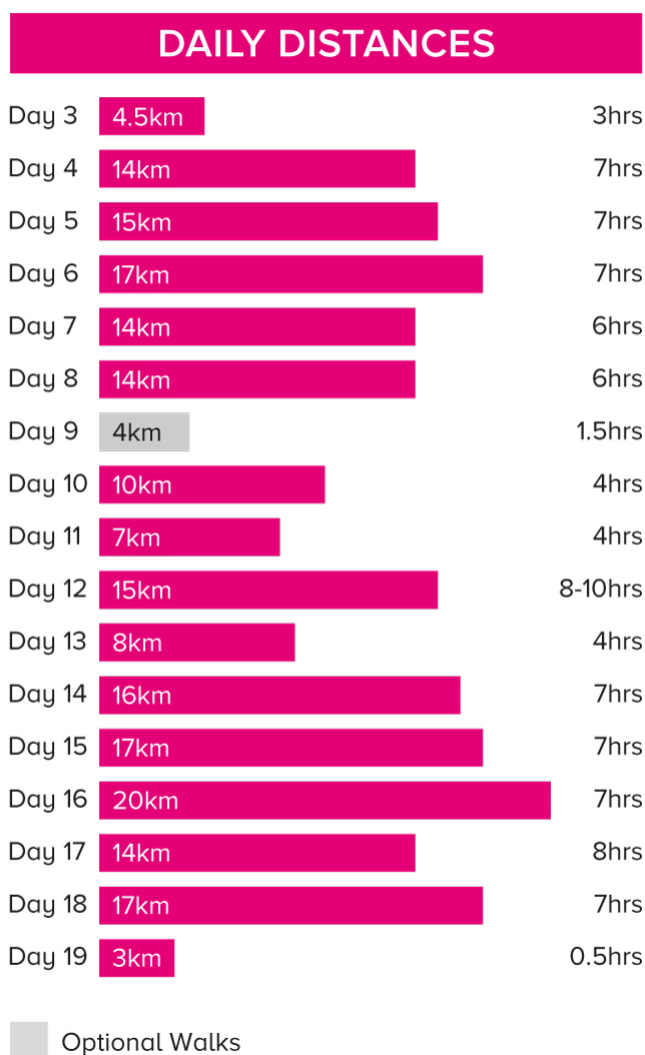 DAILY DISTANCES
Day 3 4.5km 3hrs
Day 4 14km 7hrs
Day 5 15km 7hrs
Day 6 17km 7hrs
Day 7 14km 6hrs
Day 8 14km 6hrs
Day 9 4km 1.5hrs
Day 10 10km 4hrs
Day 11 7km 4hrs
Day 12 15km 8-10hrs
Day 13 8km 4hrs
Day 14 16km 7hrs
Day 15 17km 7hrs
Day 16 20km 7hrs
Day 17 14km 8hrs
Day 18 17km 7hrs
Day 19 3km 0.5hrs
Optional Walks